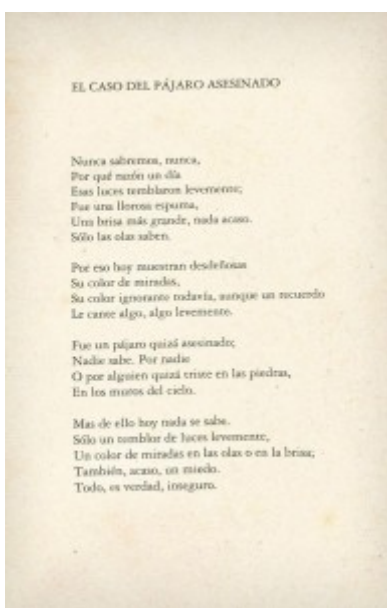 EL CASO DEL PÁJARO ASESINADO
Nunca sabremos, nunca,
Por qué razón un día
Esas luces temblaron levemente;
Fue una llorosa espuma,
Una brisa más grande, nada acaso.
Sólo las olas saben.
Por eso hoy muestran desdeñosas
Su color de miradas,
Su color ignorante todavía, aunque un recuerdo
Le cante algo, algo levemente.
Fue un pájaro quizá asesinado;
Nadie sabe. Por nadie
O por alguien quizá triste en las piedras,
En los muros del cielo.
Mas de ello hoy nada se sabe.
Sólo un temblor de luces levemente,
Un color de miradas en las olas o en la brisa;
También, acaso, un miedo.
Todo, es verdad, inseguro.